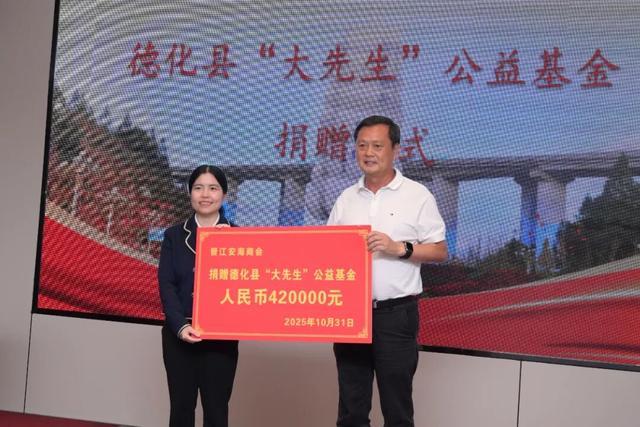 德化县“大先生”公益基金
捐赠 式
晋江安海商会
捐赠德化县“大先生”公益基金
人民币420000元
2025年10月31日